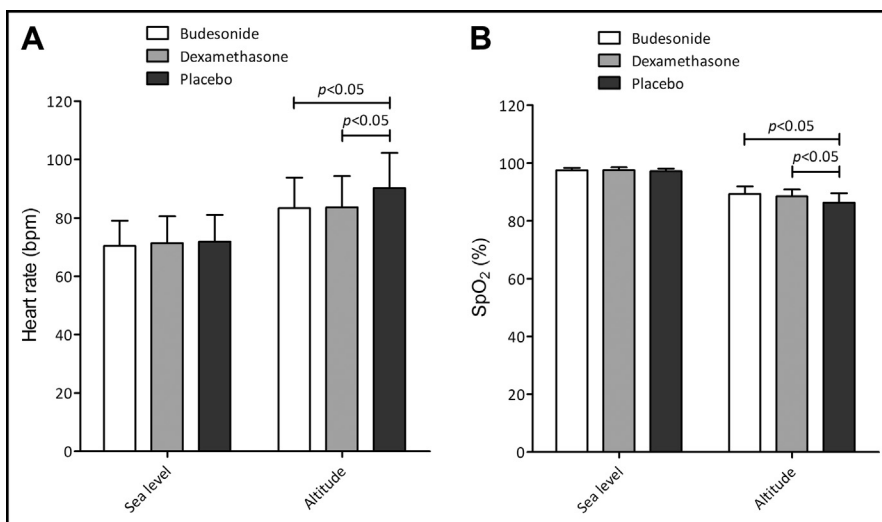 A
Budesonide
Dexamethasone
Placebo
Heart rate (bpm)
120
100
80
60
40
20
0
p<0.05
p<0.05
Sea level
Altitude
B
Budesonide
Dexamethasone
Placebo
SpO₂ (%)
120
100
80
60
40
20
0
p<0.05
p<0.05
Sea level
Altitude